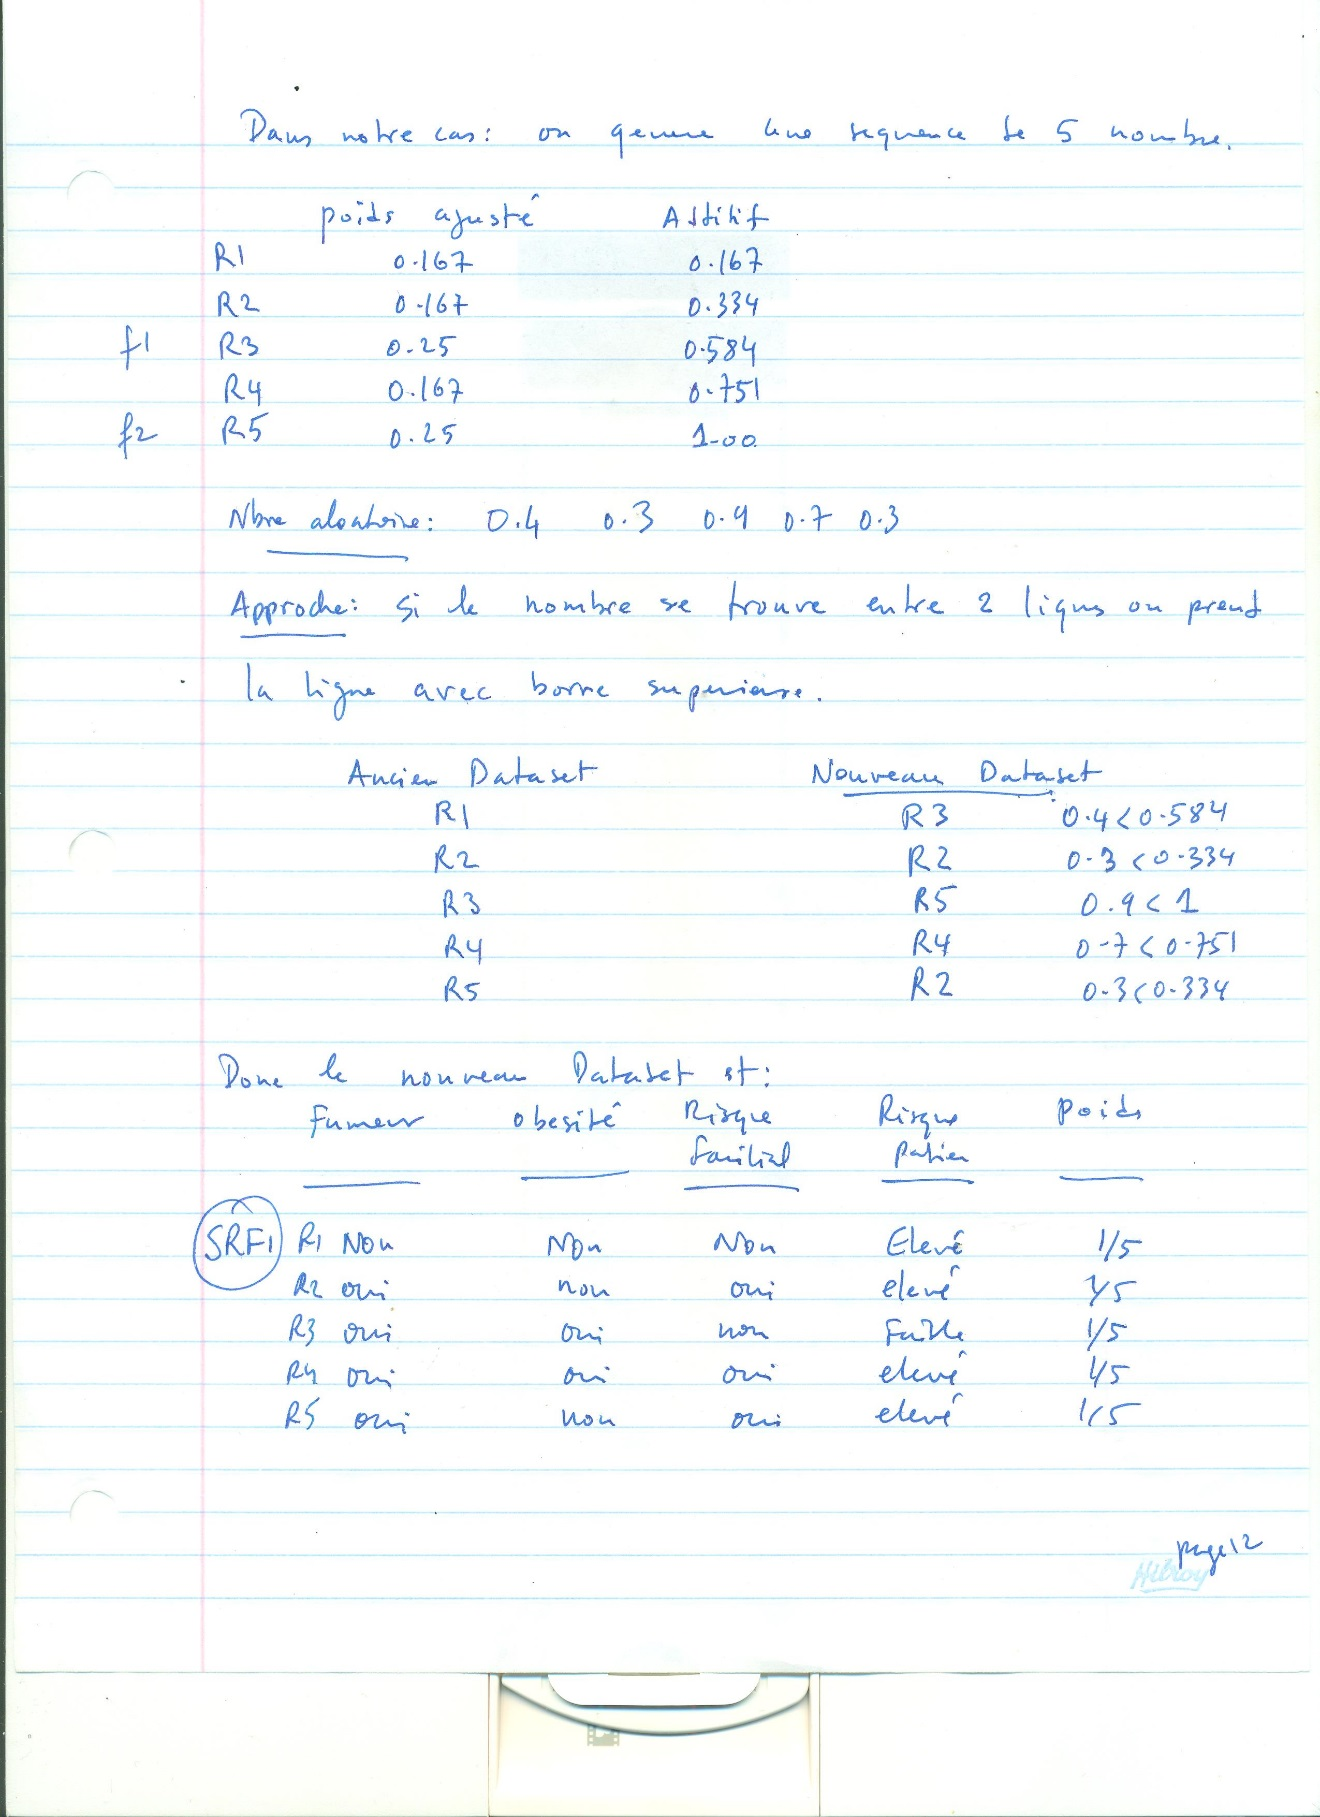 Dans notre cas: on genere une sequence de 5 nombre.
poids ajusté Additif
R1 0.167 0.167
R2 0.167 0.334
f1 R3 0.25 0.584
R4 0.167 0.751
f2 R5 0.25 1.00
Nbre aleatoire: 0.4 0.3 0.9 0.7 0.3
Approche: si le nombre se trouve entre 2 lignes on prend
la ligne avec borne superieure.
Ancien Dataset Nouveau Dataset
R1 R3 0.4<0.584
R2 R2 0.3<0.334
R3 R5 0.9<1
R4 R4 0.7<0.751
R5 R2 0.3<0.334
Donc le nouveau Dataset est:
Fumeur obesité Risque familial Risque Patien poids
SRF1 R1 Non Non Non Elevé 1/5
R2 oui non oui elevé 1/5
R3 oui oui non Faible 1/5
R4 oui oui oui elevé 1/5
R5 oui non oui elevé 1/5
page 12
Hilroy